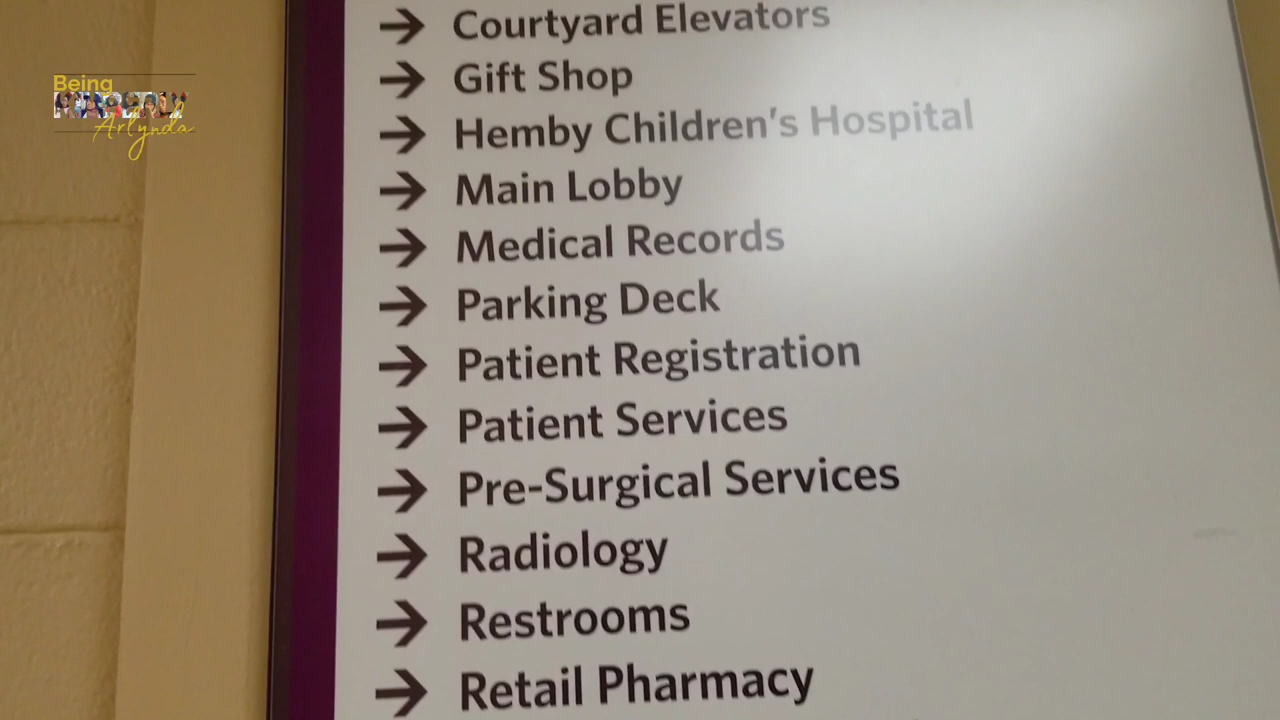 Being
Arlynda
→ Courtyard Elevators
→ Gift Shop
→ Hemby Children's Hospital
→ Main Lobby
→ Medical Records
→ Parking Deck
→ Patient Registration
→ Patient Services
→ Pre-Surgical Services
→ Radiology
→ Restrooms
→ Retail Pharmacy